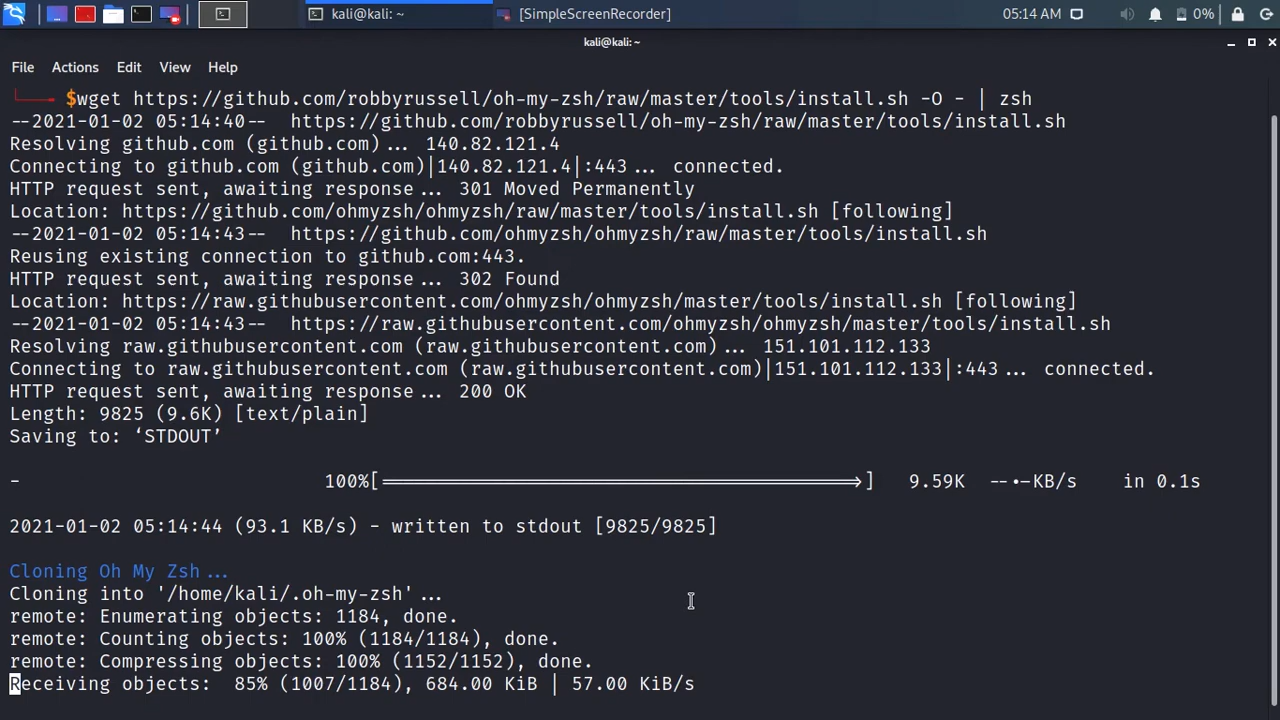 kali@kali: ~
[SimpleScreenRecorder]
05:14 AM
0%
kali@kali: ~
File Actions Edit View Help
$wget https://github.com/robbyrussell/oh-my-zsh/raw/master/tools/install.sh -O - | zsh
--2021-01-02 05:14:40-- https://github.com/robbyrussell/oh-my-zsh/raw/master/tools/install.sh
Resolving github.com (github.com)... 140.82.121.4
Connecting to github.com (github.com)|140.82.121.4|:443... connected.
HTTP request sent, awaiting response... 301 Moved Permanently
Location: https://github.com/ohmyzsh/ohmyzsh/raw/master/tools/install.sh [following]
--2021-01-02 05:14:43-- https://github.com/ohmyzsh/ohmyzsh/raw/master/tools/install.sh
Reusing existing connection to github.com:443.
HTTP request sent, awaiting response... 302 Found
Location: https://raw.githubusercontent.com/ohmyzsh/ohmyzsh/master/tools/install.sh [following]
--2021-01-02 05:14:43-- https://raw.githubusercontent.com/ohmyzsh/ohmyzsh/master/tools/install.sh
Resolving raw.githubusercontent.com (raw.githubusercontent.com)... 151.101.112.133
Connecting to raw.githubusercontent.com (raw.githubusercontent.com)|151.101.112.133|:443... connected.
HTTP request sent, awaiting response... 200 OK
Length: 9825 (9.6K) [text/plain]
Saving to: ‘STDOUT’
- 100%[===========================================>] 9.59K --.-KB/s in 0.1s
2021-01-02 05:14:44 (93.1 KB/s) - written to stdout [9825/9825]
Cloning Oh My Zsh...
Cloning into '/home/kali/.oh-my-zsh'...
remote: Enumerating objects: 1184, done.
remote: Counting objects: 100% (1184/1184), done.
remote: Compressing objects: 100% (1152/1152), done.
Receiving objects: 85% (1007/1184), 684.00 KiB | 57.00 KiB/s